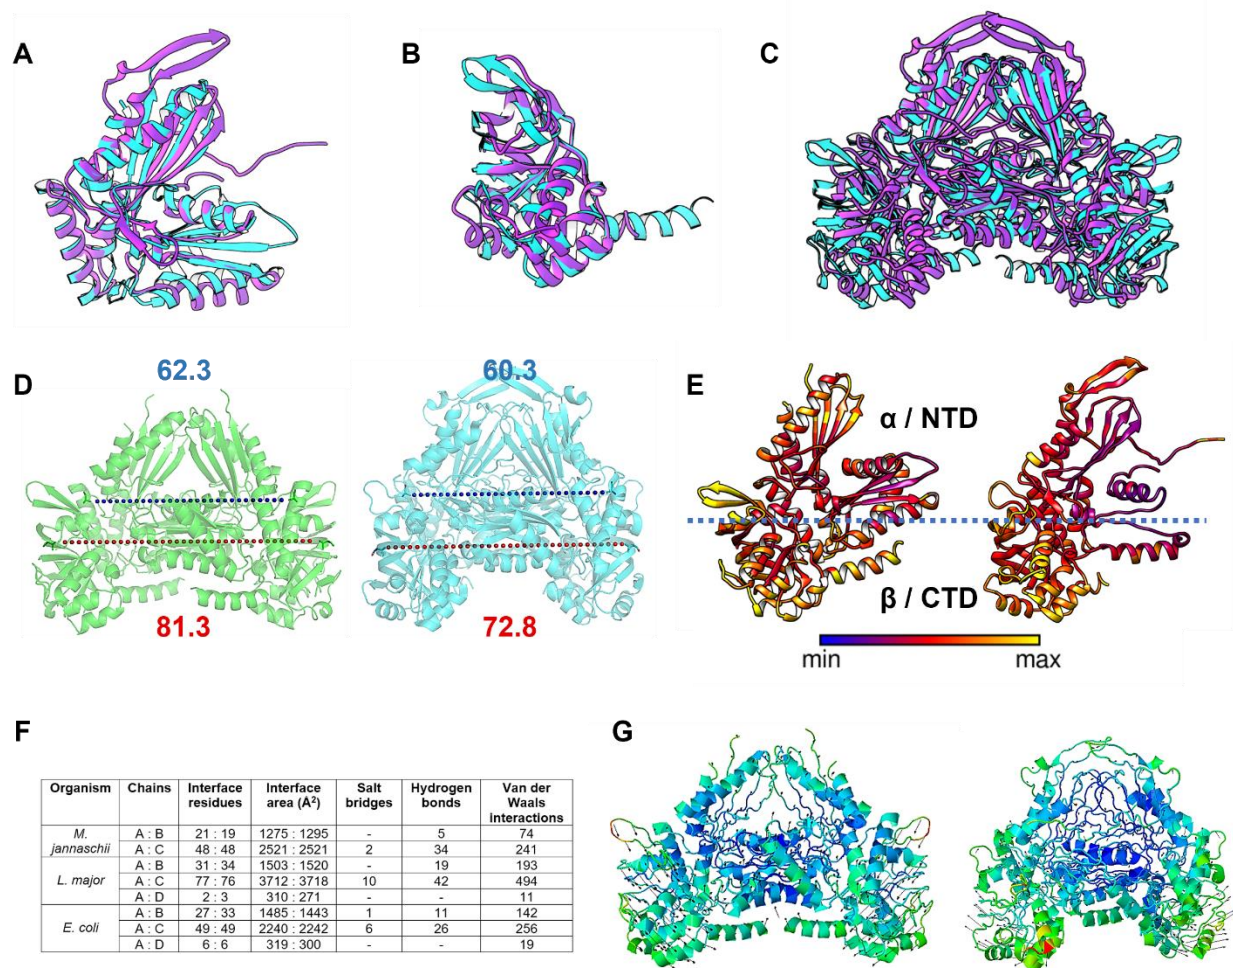 A
B
C
D
62.3
60.3
81.3
72.8
E
α / NTD
β / CTD
min
max
F
Organism Chains Interface residues Interface area (Å²) Salt bridges Hydrogen bonds Van der Waals interactions
M. jannaschii A : B 21 : 19 1275 : 1295 - 5 74
A : C 48 : 48 2521 : 2521 2 34 241
L. major A : B 31 : 34 1503 : 1520 - 19 193
A : C 77 : 76 3712 : 3718 10 42 494
A : D 2 : 3 310 : 271 - - 11
E. coli A : B 27 : 33 1485 : 1443 1 11 142
A : C 49 : 49 2240 : 2242 6 26 256
A : D 6 : 6 319 : 300 - - 19
G